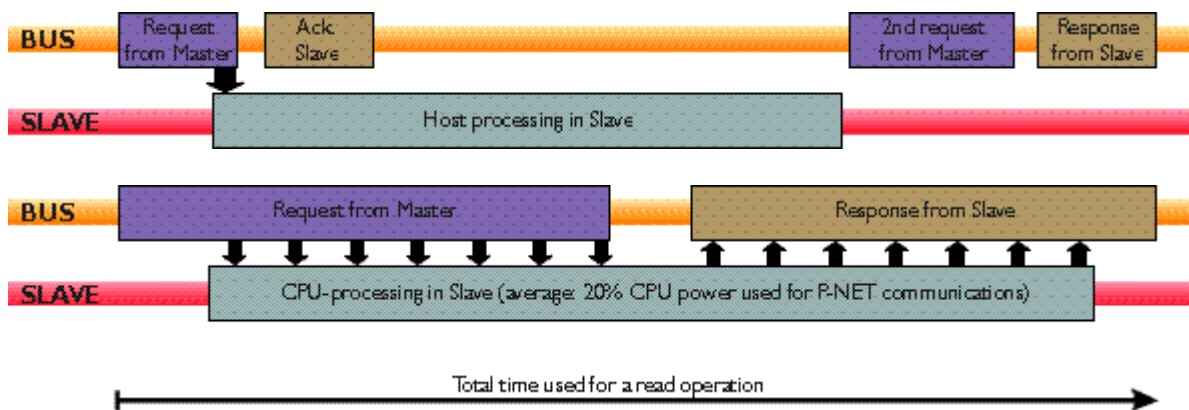 BUS
Request
from Master
Ack.
Slave
2nd request
from Master
Response
from Slave
SLAVE
Host processing in Slave
BUS
Request from Master
Response from Slave
SLAVE
CPU-processing in Slave (average: 20% CPU power used for P-NET communications)
Total time used for a read operation